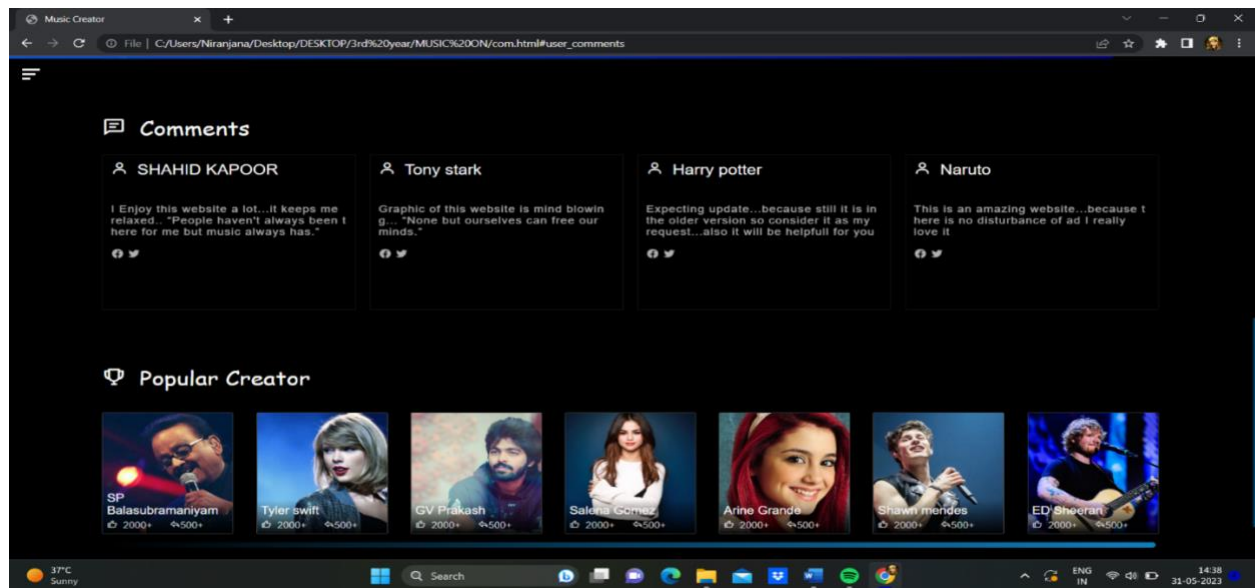 Music Creator
File | C:/Users/Niranjana/Desktop/DESKTOP/3rd%20year/MUSIC%20ON/com.html#user_comments
Comments
SHAHID KAPOOR
I Enjoy this website a lot...it keeps me
relaxed.. "People haven't always been t
here for me but music always has."
Tony stark
Graphic of this website is mind blowin
g... "None but ourselves can free our
minds."
Harry potter
Expecting update...because still it is in
the older version so consider it as my
request...also it will be helpfull for you
Naruto
This is an amazing website...because t
here is no disturbance of ad I really
love it
Popular Creator
SP
Balasubramaniyam
2000+ 500+
Tyler swift
2000+ 500+
GV Prakash
2000+ 500+
Salena Gomez
2000+ 500+
Arine Grande
2000+ 500+
Shawn mendes
2000+ 500+
ED Sheeran
2000+ 500+
37°C
Sunny
Search
ENG
IN
14:38
31-05-2023